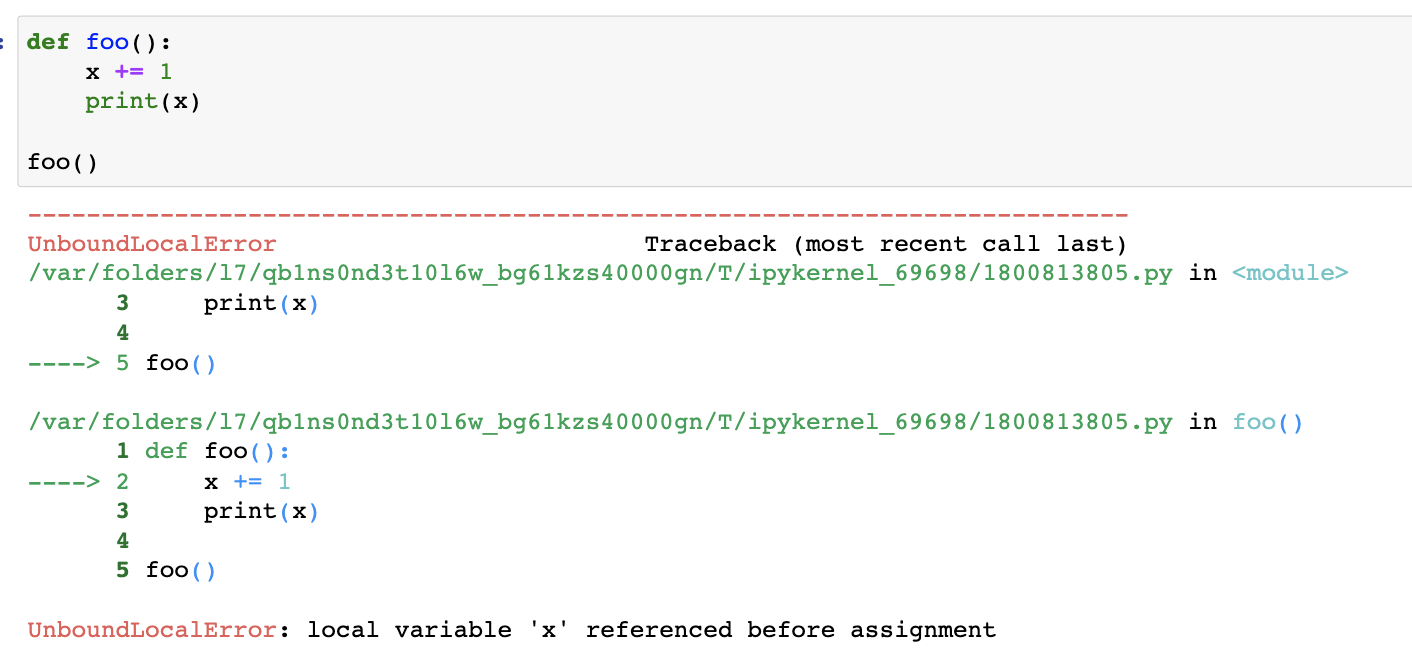 :
def foo():
    x += 1
    print(x)

foo()
---------------------------------------------------------------------------
UnboundLocalError                         Traceback (most recent call last)
/var/folders/l7/qb1ns0nd3t10l6w_bg61kzs40000gn/T/ipykernel_69698/1800813805.py in <module>
      3     print(x)
      4 
----> 5 foo()

/var/folders/l7/qb1ns0nd3t10l6w_bg61kzs40000gn/T/ipykernel_69698/1800813805.py in foo()
      1 def foo():
----> 2     x += 1
      3     print(x)
      4 
      5 foo()

UnboundLocalError: local variable 'x' referenced before assignment